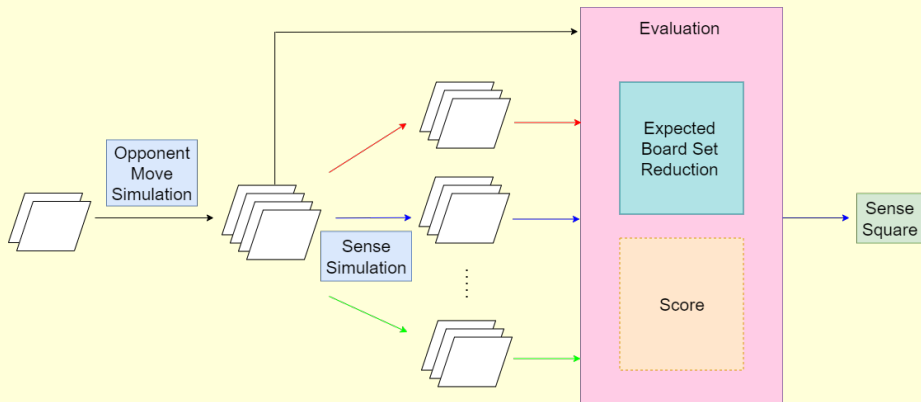 Evaluation
Opponent
Move
Simulation
Expected
Board Set
Reduction
Sense
Simulation
Sense
Square
Score